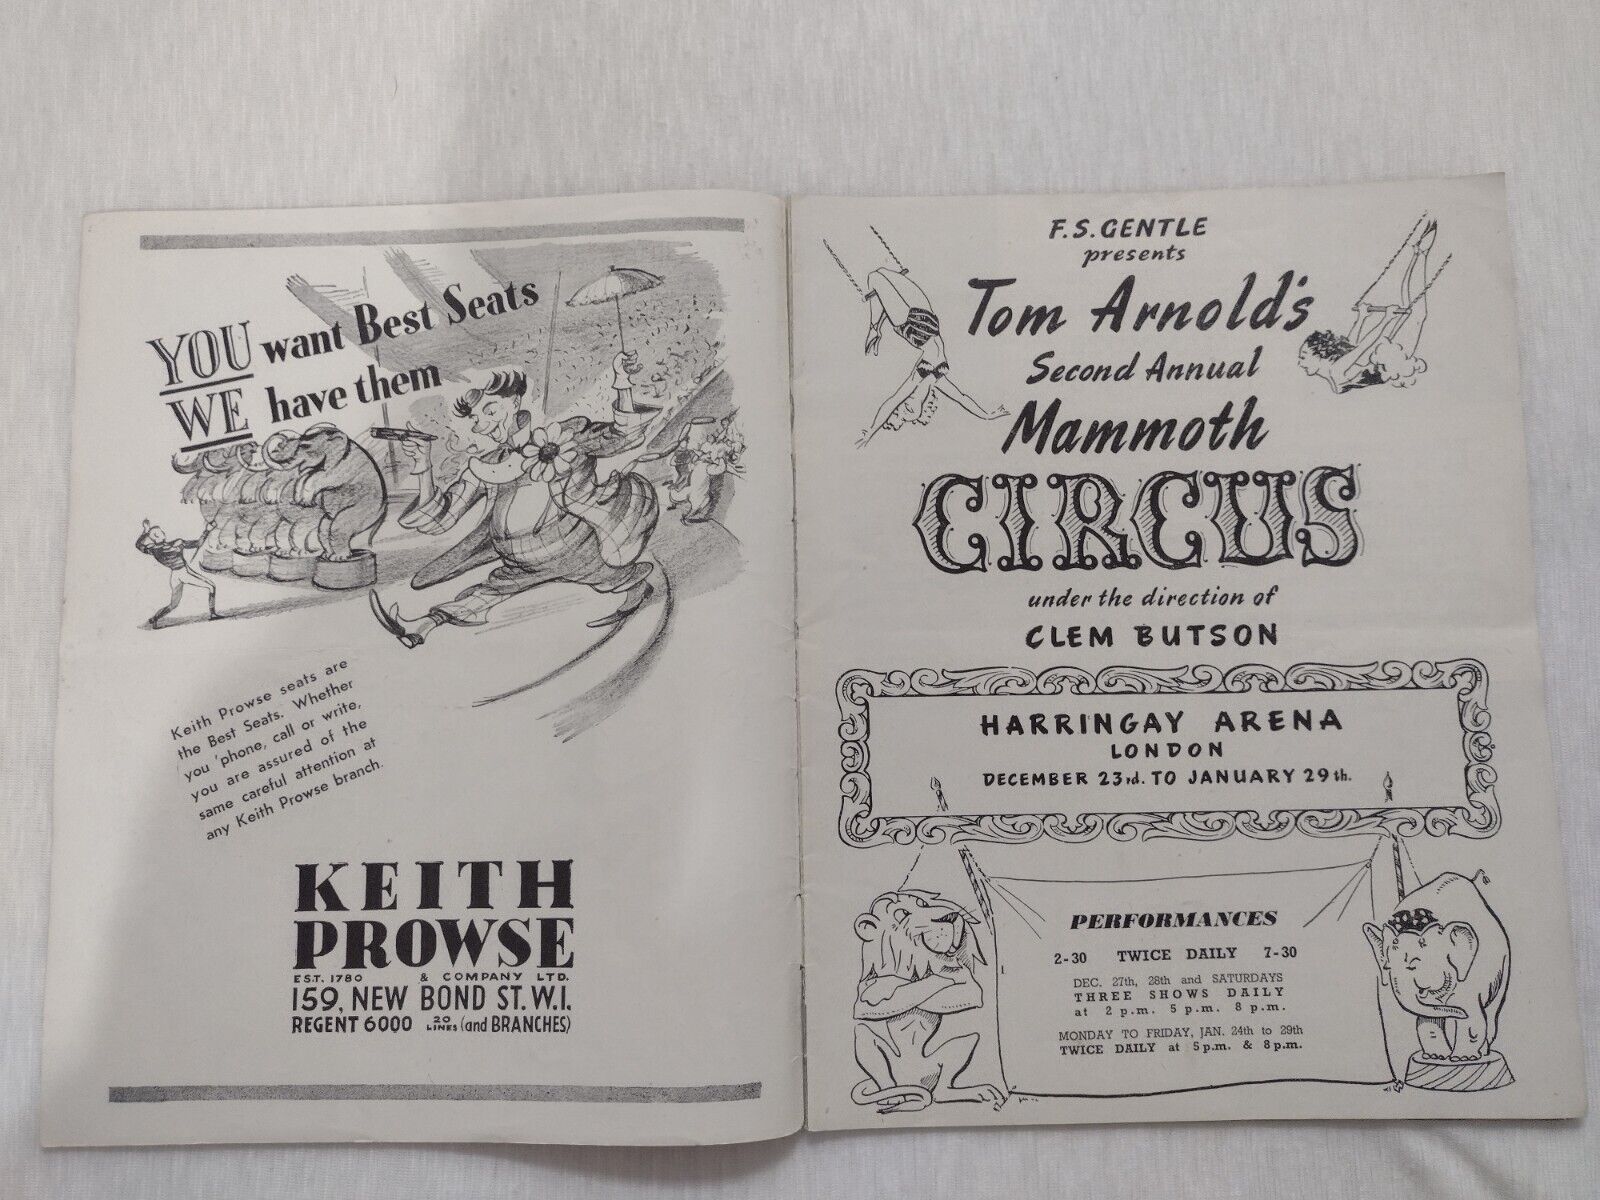 YOU want Best Seats
WE have them
Keith Prowse seats are
the Best Seats. Whether
you 'phone, call or write,
you are assured of the
same careful attention at
any Keith Prowse branch.
KEITH
PROWSE
EST. 1780 & COMPANY LTD.
159, NEW BOND ST. W.I.
REGENT 6000 20 LINES (and BRANCHES)
F.S. GENTLE
presents
Tom Arnold's
Second Annual
Mammoth
CIRCUS
under the direction of
CLEM BUTSON
HARRINGAY ARENA
LONDON
DECEMBER 23rd. TO JANUARY 29th.
PERFORMANCES
2-30 TWICE DAILY 7-30
DEC. 27th, 28th and SATURDAYS
THREE SHOWS DAILY
at 2 p.m. 5 p.m. 8 p.m.
MONDAY TO FRIDAY, JAN. 24th to 29th
TWICE DAILY at 5 p.m. & 8 p.m.